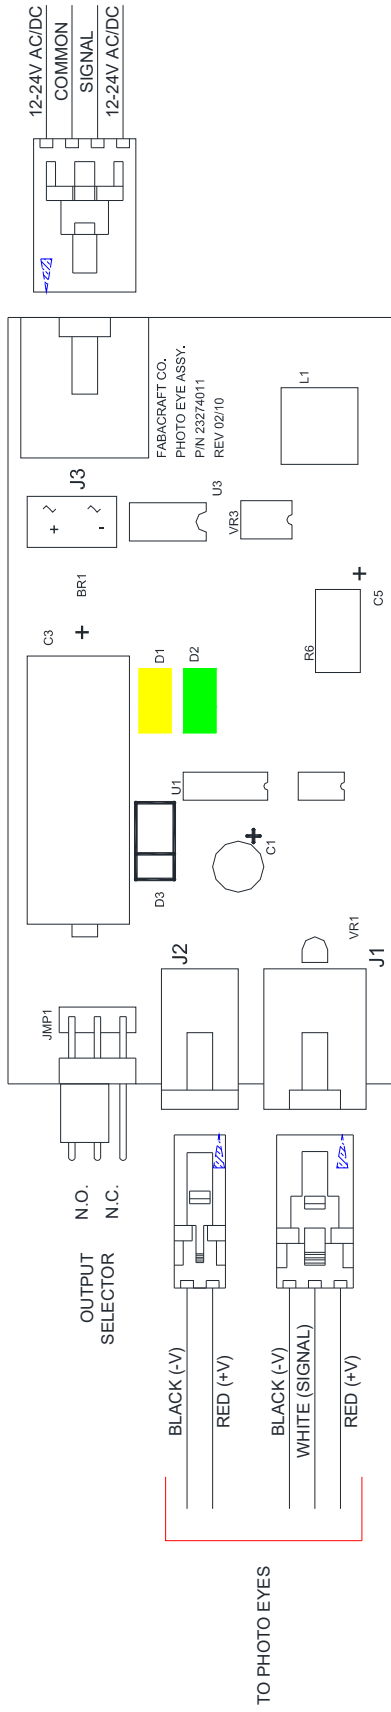 12-24V AC/DC
COMMON
SIGNAL
12-24V AC/DC
FABACRAFT CO.
PHOTO EYE ASSY.
P/N 23274011
REV 02/10
L1
J3
+
-
U3
VR3
BR1
C3
+
D1
D2
R6
+
C5
U1
D3
+
C1
VR1
J2
J1
JMP1
N.O.
N.C.
OUTPUT
SELECTOR
BLACK (-V)
RED (+V)
BLACK (-V)
WHITE (SIGNAL)
RED (+V)
TO PHOTO EYES